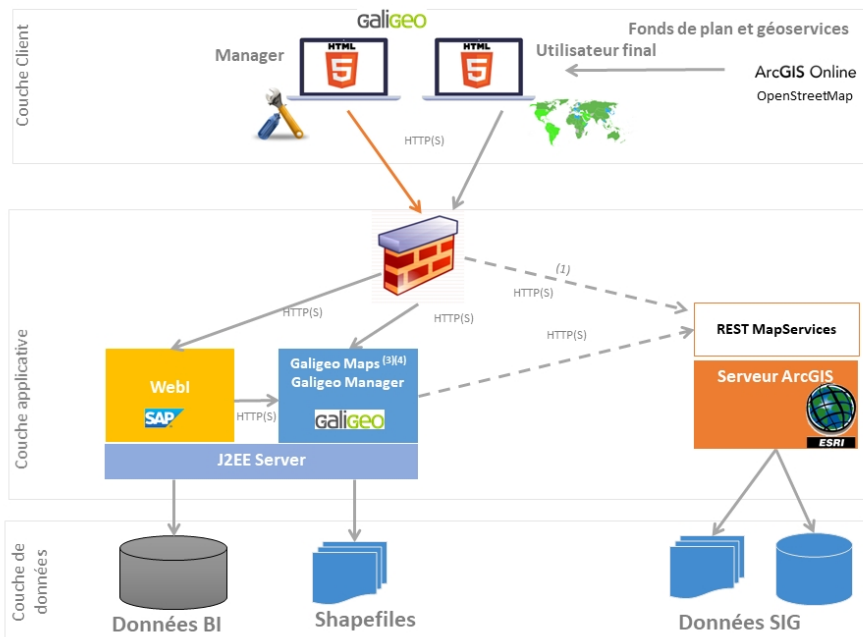 GALIGEO
Manager
HTML
5
HTML
5
Utilisateur final
Fonds de plan et géoservices
ArcGIS Online
OpenStreetMap
Couche Client
HTTP(S)
Couche applicative
(1)
HTTP(S)
HTTP(S)
HTTP(S)
HTTP(S)
REST MapServices
WebI
SAP
HTTP(S)
Galigeo Maps (3)(4)
Galigeo Manager
GALIGEO
Serveur ArcGIS
ESRI
J2EE Server
Couche de
données
Données BI
Shapefiles
Données SIG